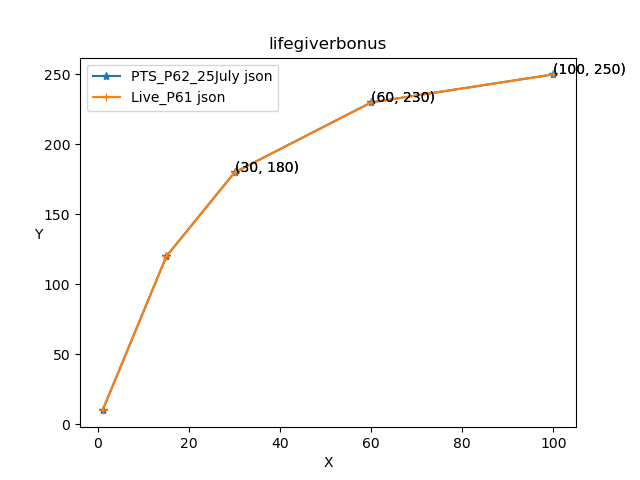 lifegiverbonus
PTS_P62_25July json
Live_P61 json
(100, 250)
(60, 230)
(30, 180)
Y
250
200
150
100
50
0
0 20 40 60 80 100
X